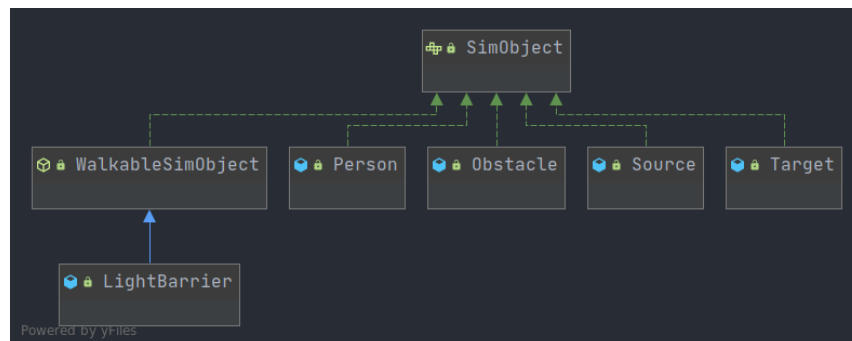 SimObject
WalkableSimObject
Person
Obstacle
Source
Target
LightBarrier
Powered by yFiles